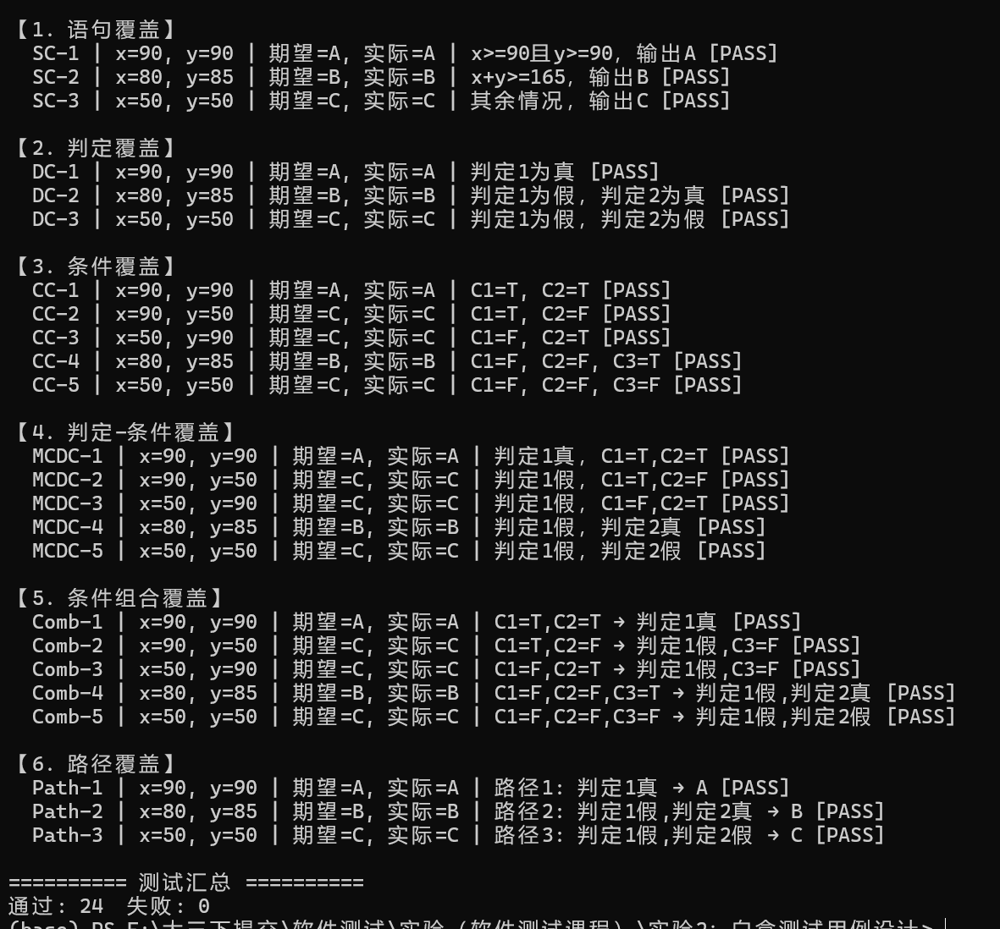 【1. 语句覆盖】
SC-1 | x=90, y=90 | 期望=A, 实际=A | x>=90且y>=90, 输出A [PASS]
SC-2 | x=80, y=85 | 期望=B, 实际=B | x+y>=165, 输出B [PASS]
SC-3 | x=50, y=50 | 期望=C, 实际=C | 其余情况, 输出C [PASS]
【2. 判定覆盖】
DC-1 | x=90, y=90 | 期望=A, 实际=A | 判定1为真 [PASS]
DC-2 | x=80, y=85 | 期望=B, 实际=B | 判定1为假, 判定2为真 [PASS]
DC-3 | x=50, y=50 | 期望=C, 实际=C | 判定1为假, 判定2为假 [PASS]
【3. 条件覆盖】
CC-1 | x=90, y=90 | 期望=A, 实际=A | C1=T, C2=T [PASS]
CC-2 | x=90, y=50 | 期望=C, 实际=C | C1=T, C2=F [PASS]
CC-3 | x=50, y=90 | 期望=C, 实际=C | C1=F, C2=T [PASS]
CC-4 | x=80, y=85 | 期望=B, 实际=B | C1=F, C2=F, C3=T [PASS]
CC-5 | x=50, y=50 | 期望=C, 实际=C | C1=F, C2=F, C3=F [PASS]
【4. 判定-条件覆盖】
MCDC-1 | x=90, y=90 | 期望=A, 实际=A | 判定1真, C1=T,C2=T [PASS]
MCDC-2 | x=90, y=50 | 期望=C, 实际=C | 判定1假, C1=T,C2=F [PASS]
MCDC-3 | x=50, y=90 | 期望=C, 实际=C | 判定1假, C1=F,C2=T [PASS]
MCDC-4 | x=80, y=85 | 期望=B, 实际=B | 判定1假, 判定2真 [PASS]
MCDC-5 | x=50, y=50 | 期望=C, 实际=C | 判定1假, 判定2假 [PASS]
【5. 条件组合覆盖】
Comb-1 | x=90, y=90 | 期望=A, 实际=A | C1=T,C2=T → 判定1真 [PASS]
Comb-2 | x=90, y=50 | 期望=C, 实际=C | C1=T,C2=F → 判定1假,C3=F [PASS]
Comb-3 | x=50, y=90 | 期望=C, 实际=C | C1=F,C2=T → 判定1假,C3=F [PASS]
Comb-4 | x=80, y=85 | 期望=B, 实际=B | C1=F,C2=F,C3=T → 判定1假,判定2真 [PASS]
Comb-5 | x=50, y=50 | 期望=C, 实际=C | C1=F,C2=F,C3=F → 判定1假,判定2假 [PASS]
【6. 路径覆盖】
Path-1 | x=90, y=90 | 期望=A, 实际=A | 路径1: 判定1真 → A [PASS]
Path-2 | x=80, y=85 | 期望=B, 实际=B | 路径2: 判定1假,判定2真 → B [PASS]
Path-3 | x=50, y=50 | 期望=C, 实际=C | 路径3: 判定1假,判定2假 → C [PASS]
========== 测试汇总 ==========
通过: 24 失败: 0
(base) PS E:\大三下提交\软件测试\实验（软件测试课程）\实验2: 白盒测试用例设计>